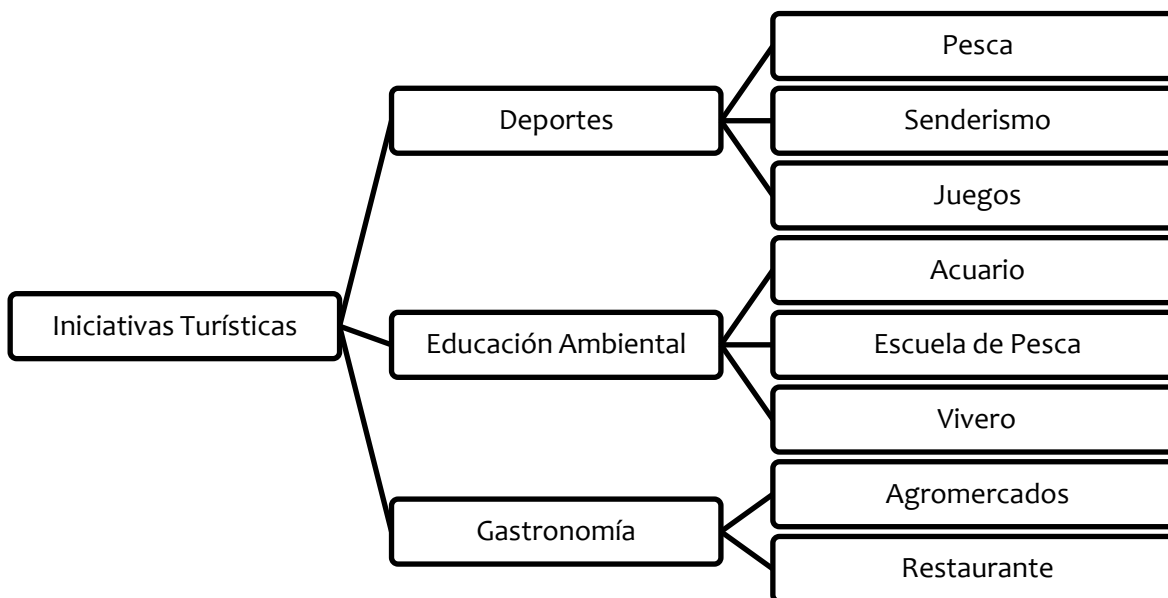 Iniciativas Turísticas
Deportes
Pesca
Senderismo
Juegos
Educación Ambiental
Acuario
Escuela de Pesca
Vivero
Gastronomía
Agromercados
Restaurante